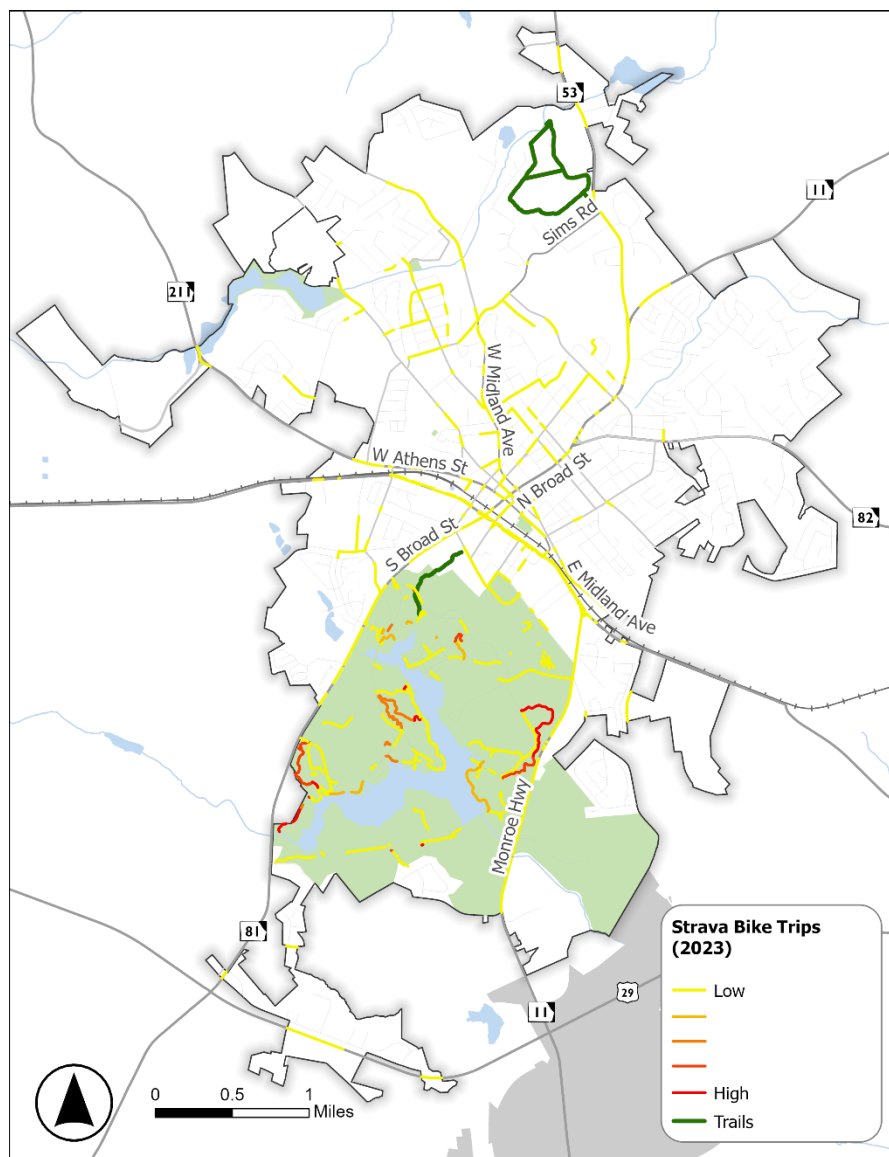 53
11
Sims Rd
211
W Midland Ave
W Athens St
N Broad St
82
S Broad St
E Midland Ave
Monroe Hwy
81
29
11
Strava Bike Trips
(2023)
Low
High
Trails
0 0.5 1
Miles